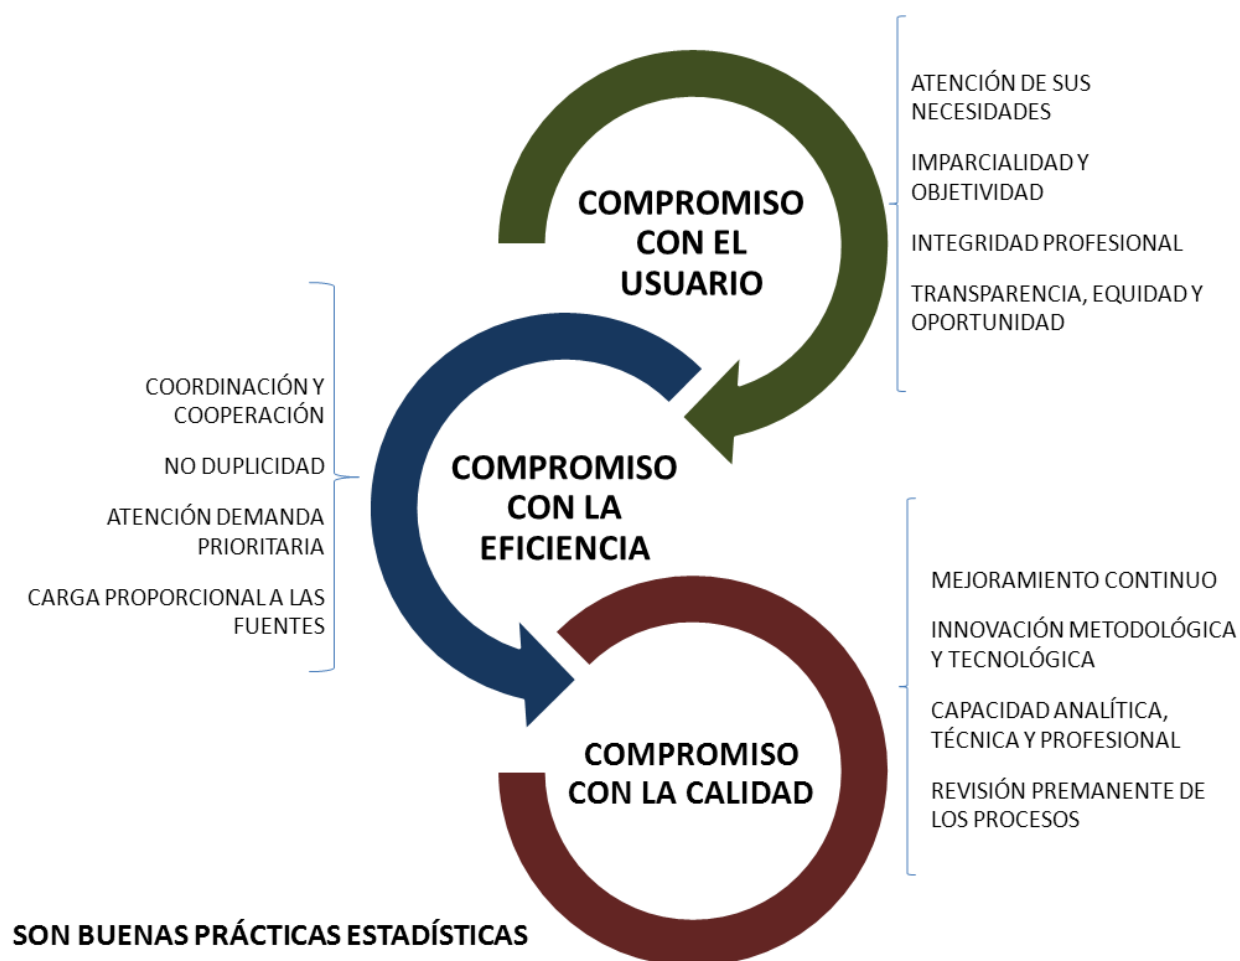 COMPROMISO
CON EL
USUARIO
ATENCIÓN DE SUS
NECESIDADES
IMPARCIALIDAD Y
OBJETIVIDAD
INTEGRIDAD PROFESIONAL
TRANSPARENCIA, EQUIDAD Y
OPORTUNIDAD
COMPROMISO
CON LA
EFICIENCIA
COORDINACIÓN Y
COOPERACIÓN
NO DUPLICIDAD
ATENCIÓN DEMANDA
PRIORITARIA
CARGA PROPORCIONAL A LAS
FUENTES
COMPROMISO
CON LA CALIDAD
MEJORAMIENTO CONTINUO
INNOVACIÓN METODOLÓGICA
Y TECNOLÓGICA
CAPACIDAD ANALÍTICA,
TÉCNICA Y PROFESIONAL
REVISIÓN PREMANENTE DE
LOS PROCESOS
SON BUENAS PRÁCTICAS ESTADÍSTICAS